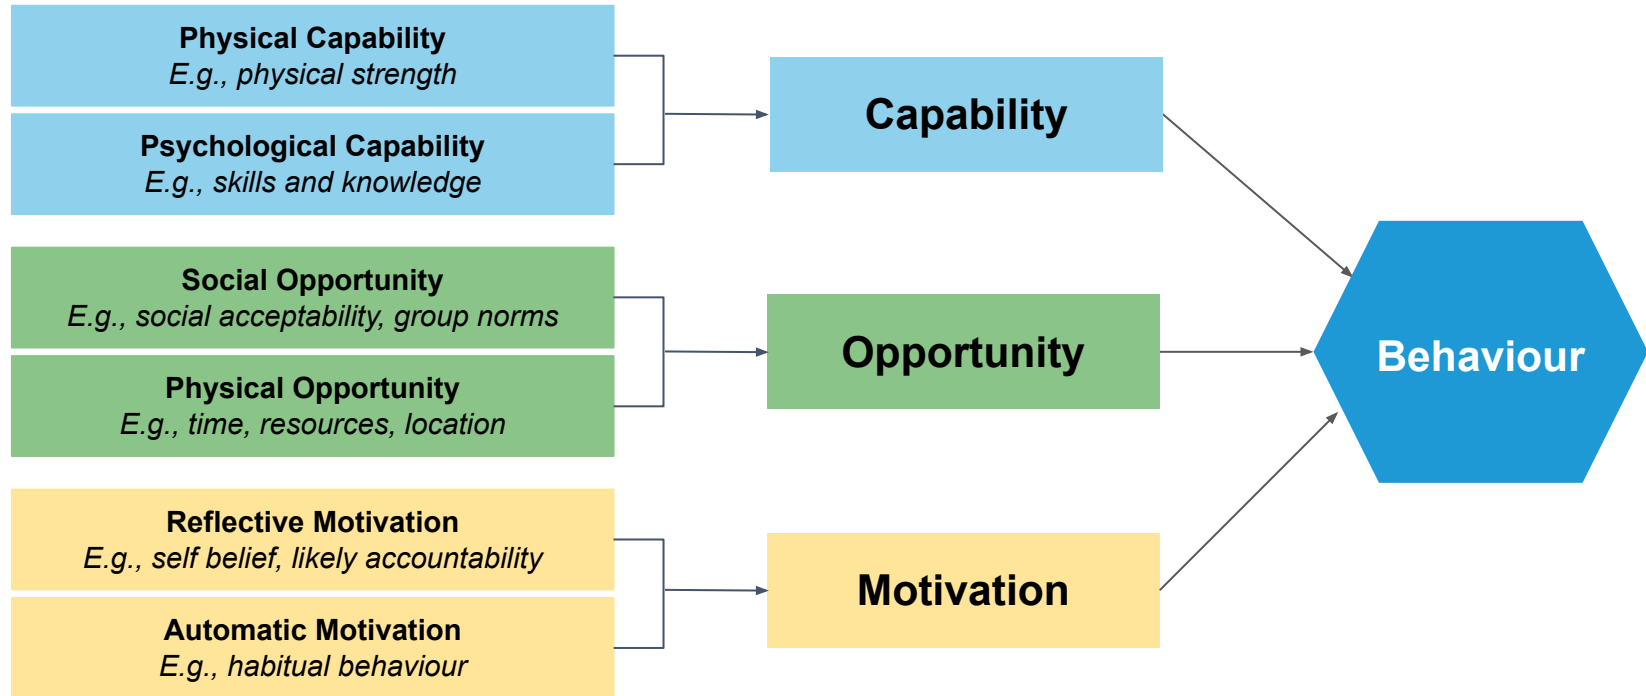 Physical Capability
E.g., physical strength
Psychological Capability
E.g., skills and knowledge
Capability
Social Opportunity
E.g., social acceptability, group norms
Physical Opportunity
E.g., time, resources, location
Opportunity
Reflective Motivation
E.g., self belief, likely accountability
Automatic Motivation
E.g., habitual behaviour
Motivation
Behaviour